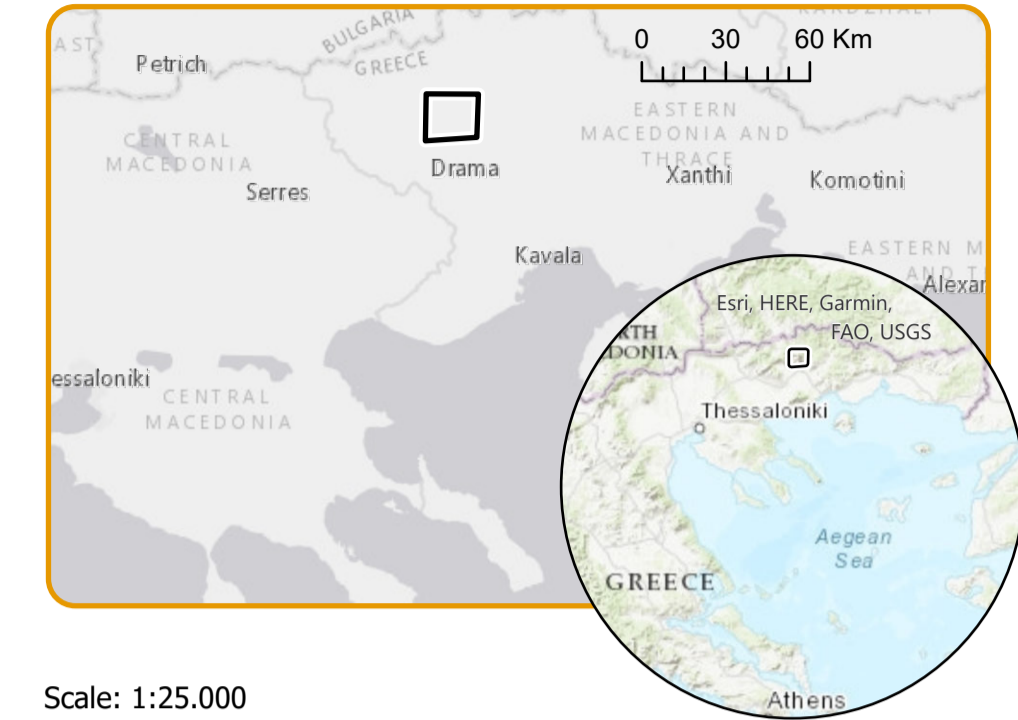 BULGARIA
GREECE
Petrich
0 30 60 Km
EASTERN
MACEDONIA AND
THRACE
CENTRAL
MACEDONIA
Drama
Xanthi
Komotini
Serres
Kavala
EASTERN M
AND T
Alexan
Esri, HERE, Garmin,
FAO, USGS
RTH
DONIA
essaloniki
CENTRAL
MACEDONIA
Thessaloniki
Aegean
Sea
GREECE
Scale: 1:25.000
Athens